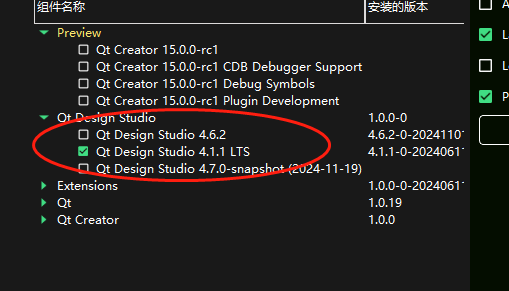 组件名称 安装的版本
Preview
Qt Creator 15.0.0-rc1
Qt Creator 15.0.0-rc1 CDB Debugger Support
Qt Creator 15.0.0-rc1 Debug Symbols
Qt Creator 15.0.0-rc1 Plugin Development
Qt Design Studio 1.0.0-0
Qt Design Studio 4.6.2 4.6.2-0-20241101
Qt Design Studio 4.1.1 LTS 4.1.1-0-2024061
Qt Design Studio 4.7.0-snapshot (2024-11-19)
Extensions 1.0.0-0-2024061
Qt 1.0.19
Qt Creator 1.0.0